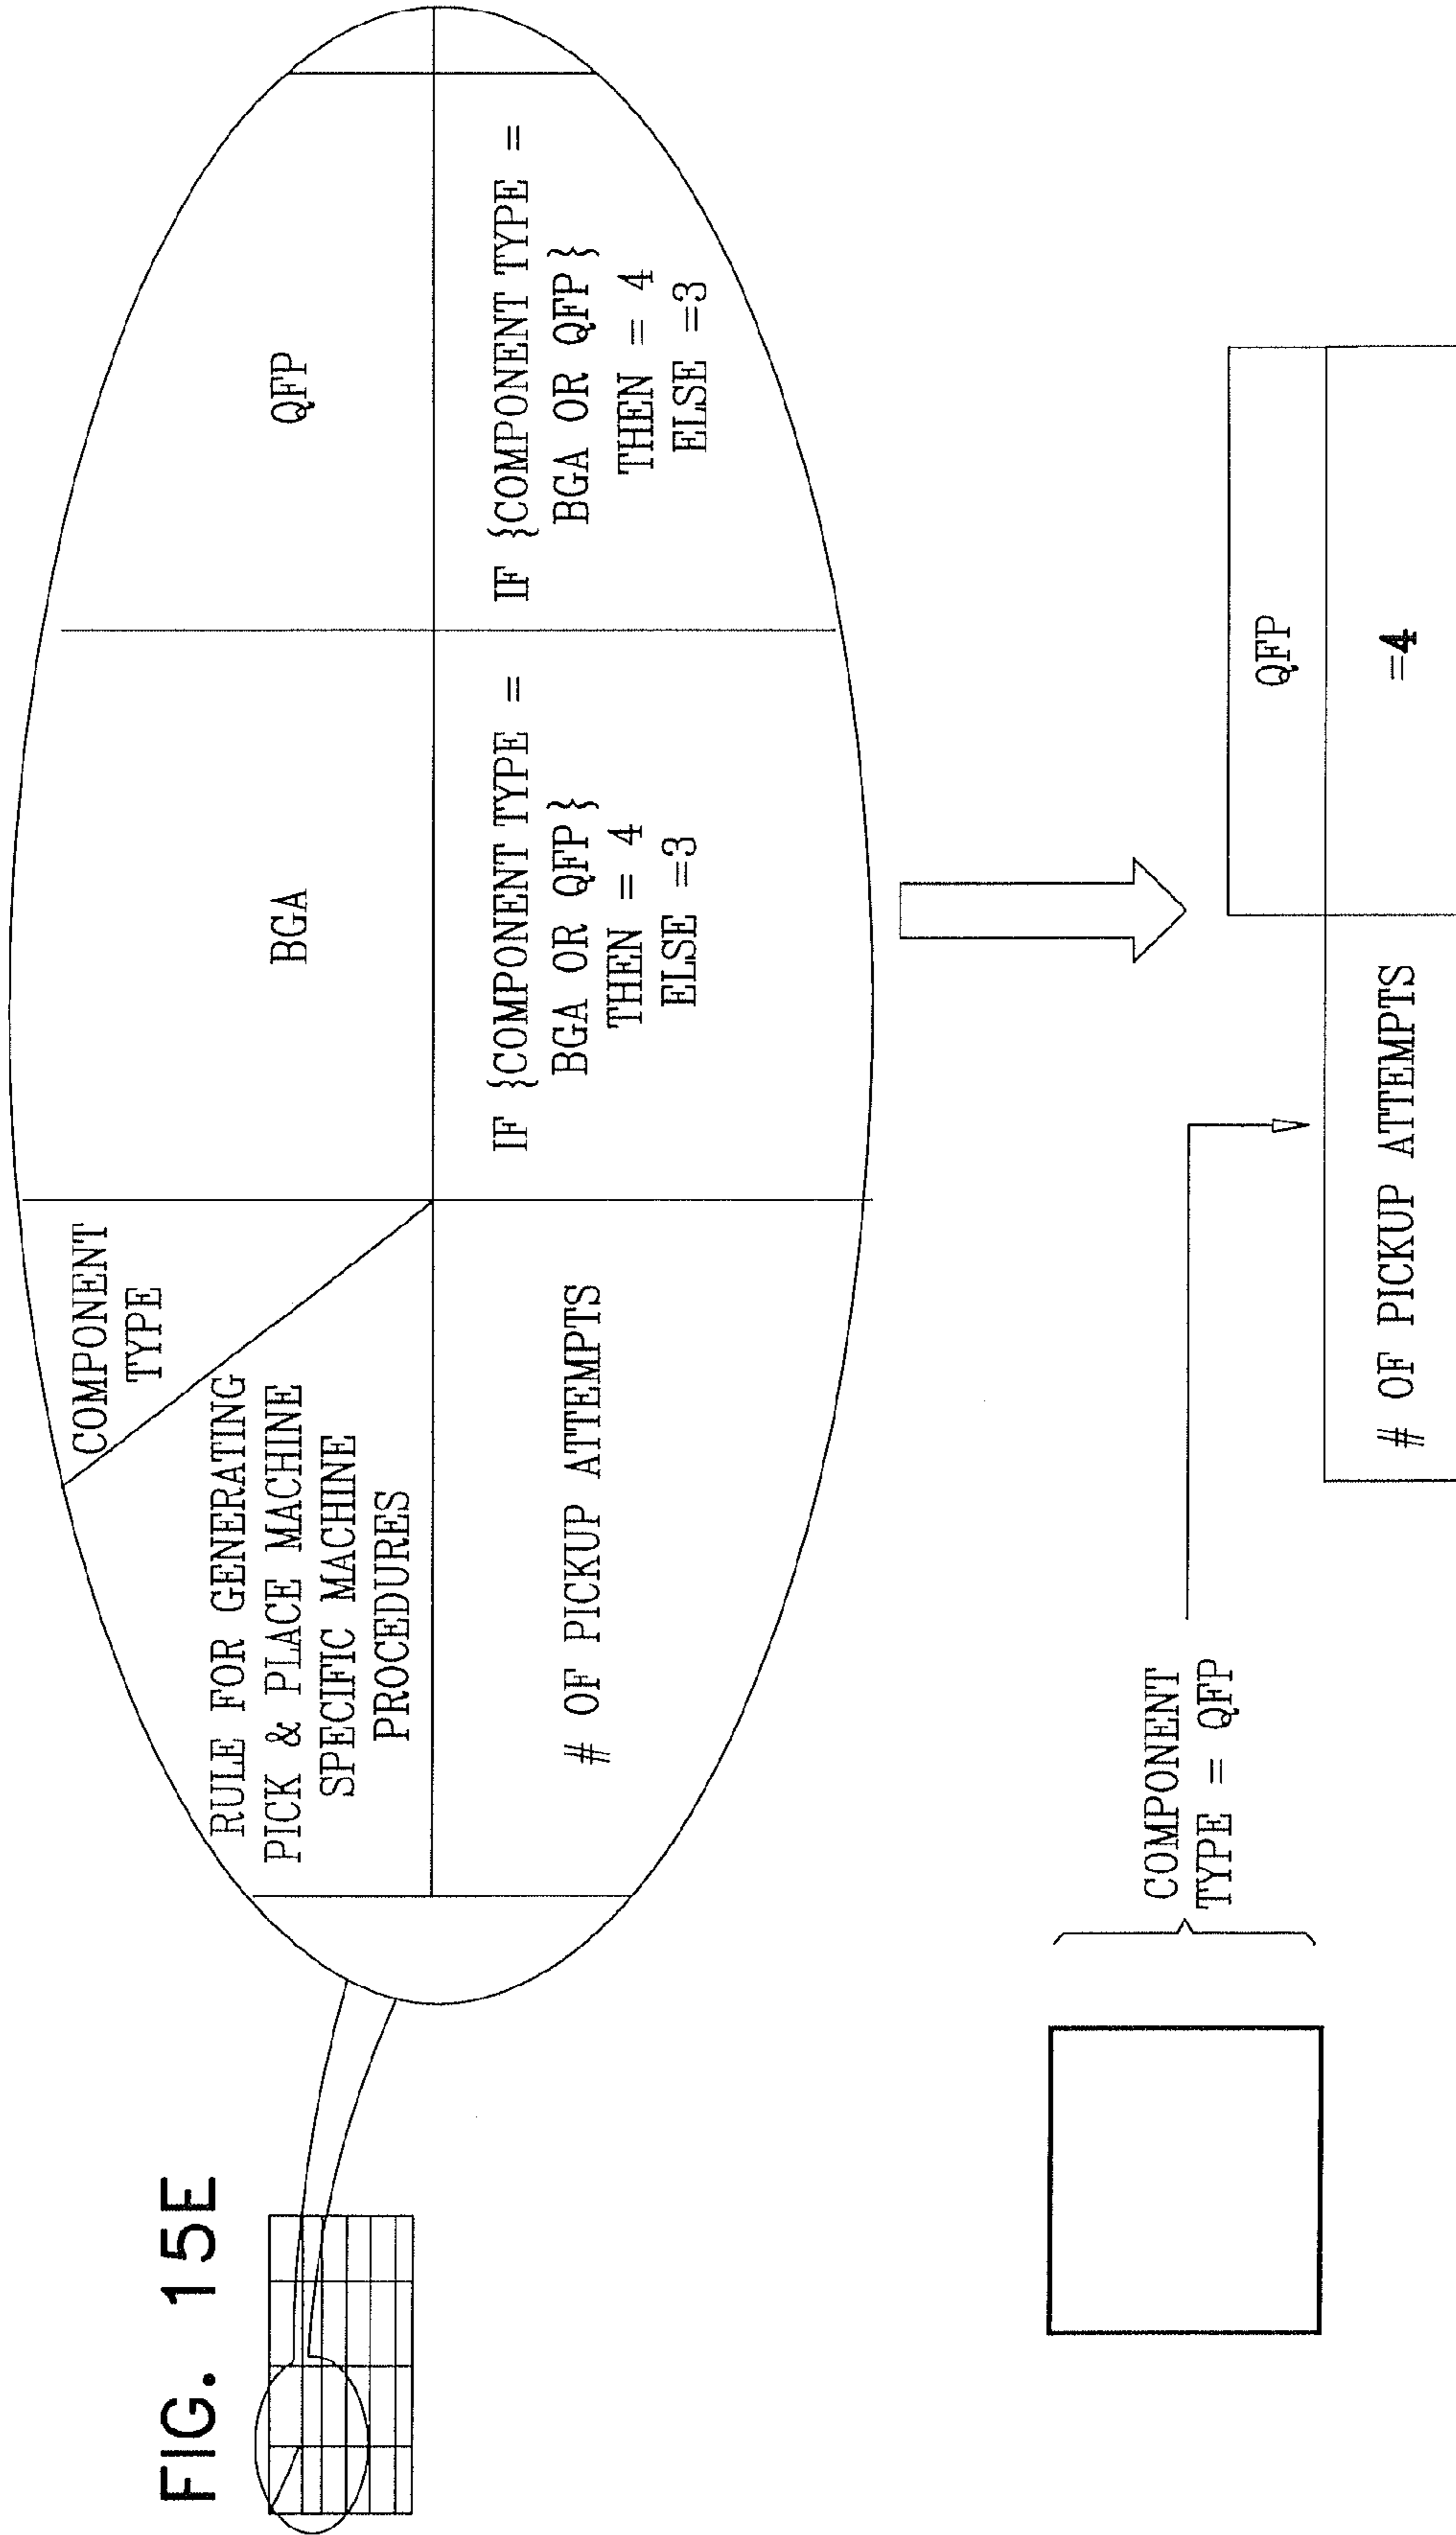 FIG. 15E
COMPONENT
TYPE
RULE FOR GENERATING
PICK & PLACE MACHINE
SPECIFIC MACHINE
PROCEDURES
BGA
QFP
# OF PICKUP ATTEMPTS
IF {COMPONENT TYPE =
BGA OR QFP}
THEN = 4
ELSE =3
IF {COMPONENT TYPE =
BGA OR QFP}
THEN = 4
ELSE =3
COMPONENT
TYPE = QFP
QFP
# OF PICKUP ATTEMPTS
=4